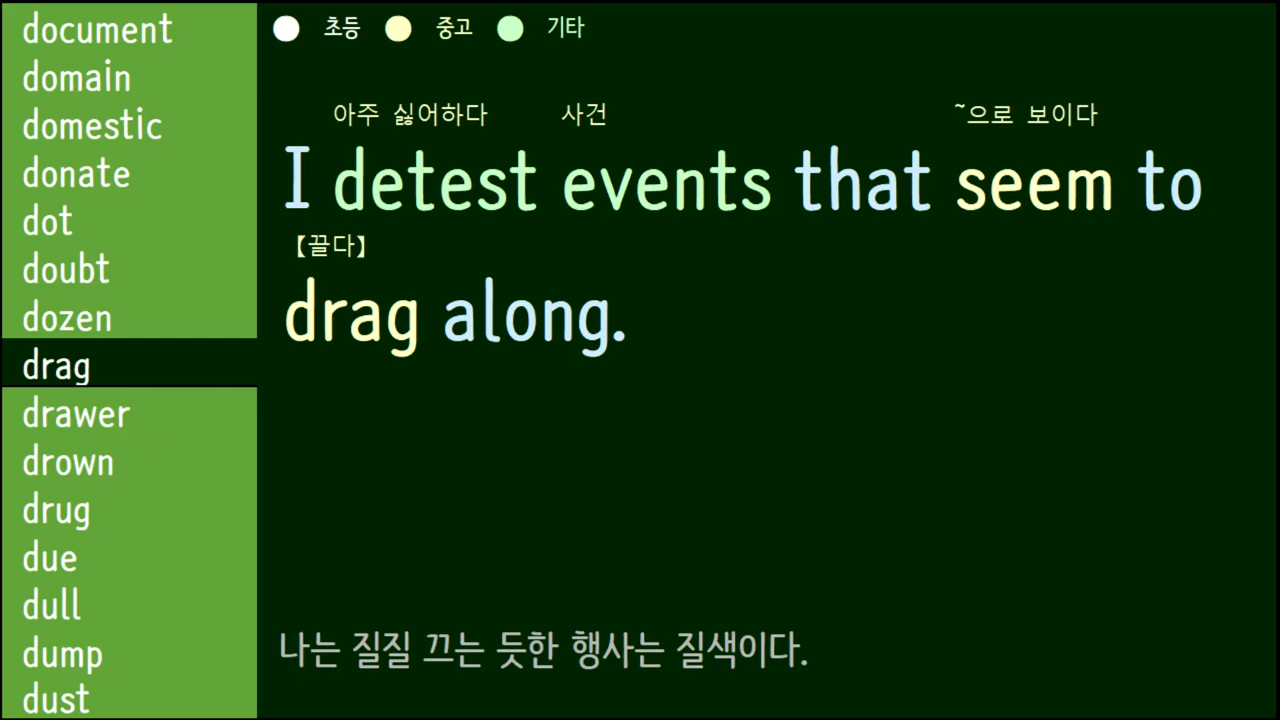 document
domain
domestic
donate
dot
doubt
dozen
drag
drawer
drown
drug
due
dull
dump
dust
초등 중고 기타
아주 싫어하다 사건 ~으로 보이다
I detest events that seem to
【끌다】
drag along.
나는 질질 끄는 듯한 행사는 질색이다.